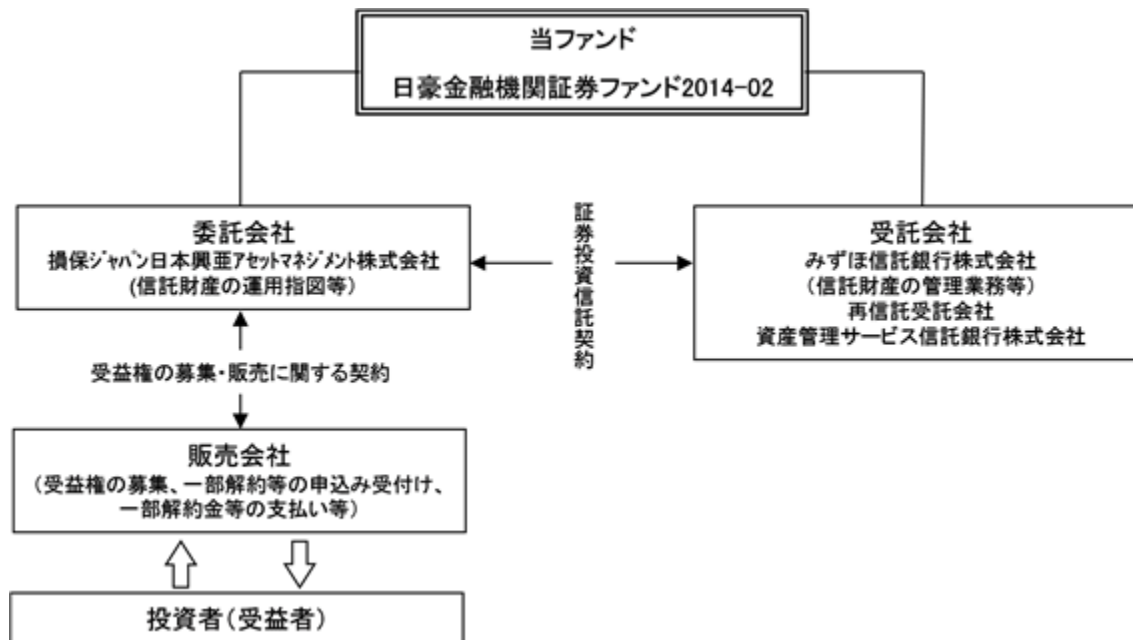 当ファンド
日豪金融機関証券ファンド2014-02
委託会社
損保ｼﾞｬﾊﾟﾝ日本興亜ｱｾｯﾄﾏﾈｼﾞﾒﾝﾄ株式会社
(信託財産の運用指図等)
証券投資信託契約
受託会社
みずほ信託銀行株式会社
（信託財産の管理業務等）
再信託受託会社
資産管理サービス信託銀行株式会社
受益権の募集・販売に関する契約
販売会社
（受益権の募集、一部解約等の申込み受付け、
一部解約金等の支払い等）
投資者（受益者）